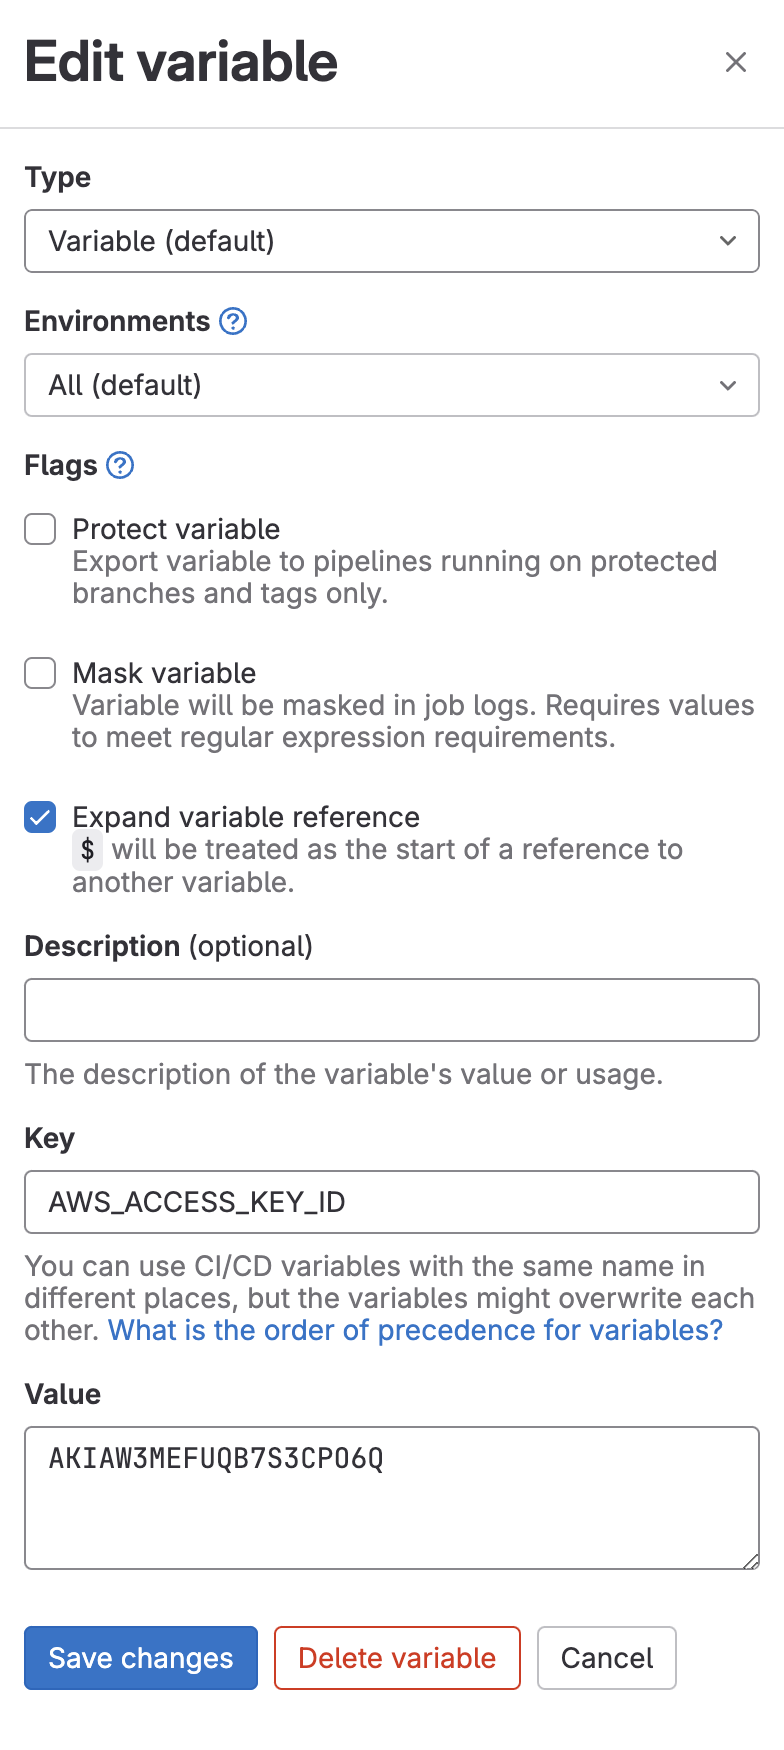 Edit variable
Type
Variable (default)
Environments
All (default)
Flags
Protect variable
Export variable to pipelines running on protected
branches and tags only.
Mask variable
Variable will be masked in job logs. Requires values
to meet regular expression requirements.
Expand variable reference
$ will be treated as the start of a reference to
another variable.
Description (optional)
The description of the variable's value or usage.
Key
AWS_ACCESS_KEY_ID
You can use CI/CD variables with the same name in
different places, but the variables might overwrite each
other. What is the order of precedence for variables?
Value
AKIAW3MEFUQB7S3CPO6Q
Save changes
Delete variable
Cancel